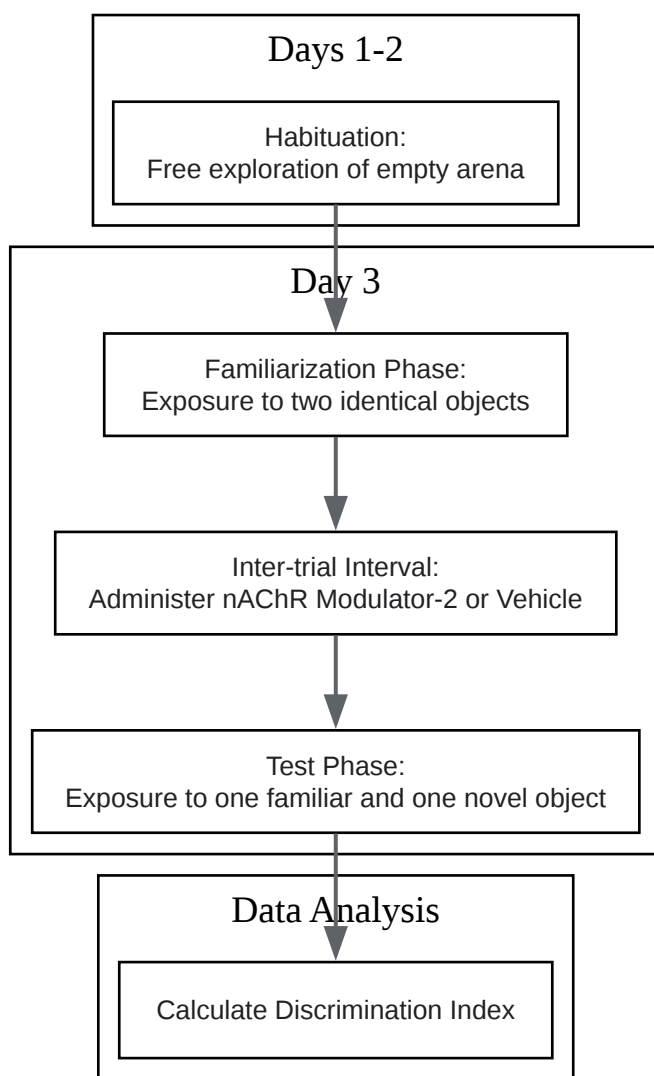 Days 1-2
Habituation:
Free exploration of empty arena
Day 3
Familiarization Phase:
Exposure to two identical objects
Inter-trial Interval:
Administer nAChR Modulator-2 or Vehicle
Test Phase:
Exposure to one familiar and one novel object
Data Analysis
Calculate Discrimination Index